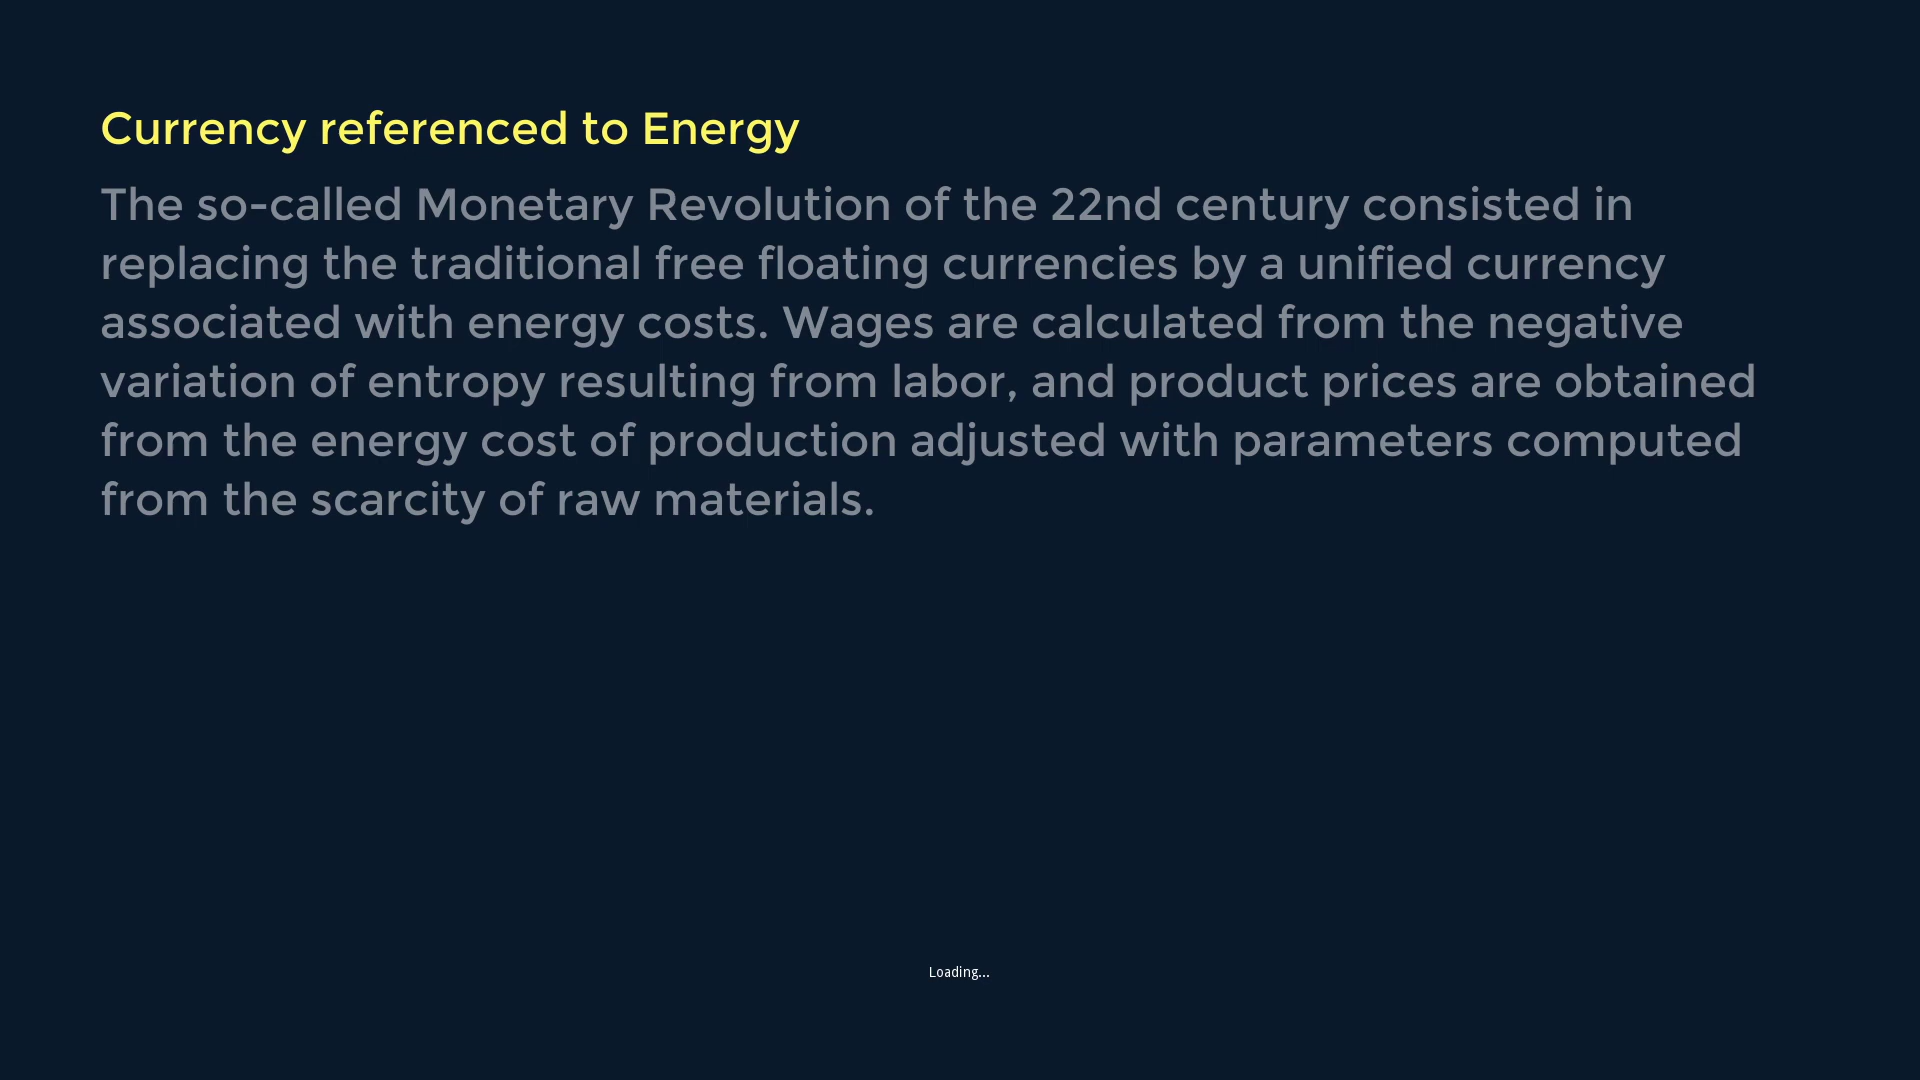 Currency referenced to Energy
The so-called Monetary Revolution of the 22nd century consisted in
replacing the traditional free floating currencies by a unified currency
associated with energy costs. Wages are calculated from the negative
variation of entropy resulting from labor, and product prices are obtained
from the energy cost of production adjusted with parameters computed
from the scarcity of raw materials.
Loading...